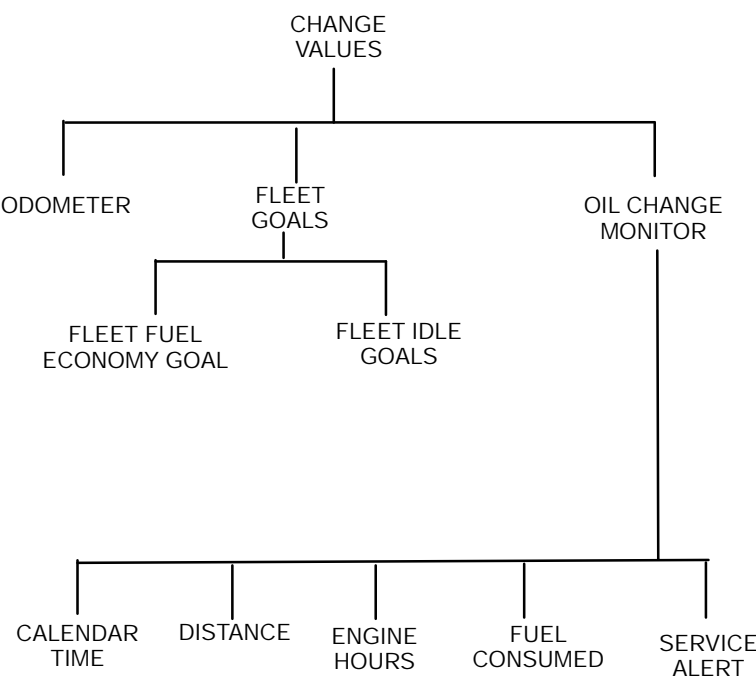 CHANGE
VALUES
ODOMETER
FLEET
GOALS
OIL CHANGE
MONITOR
FLEET FUEL
ECONOMY GOAL
FLEET IDLE
GOALS
CALENDAR
TIME
DISTANCE
ENGINE
HOURS
FUEL
CONSUMED
SERVICE
ALERT